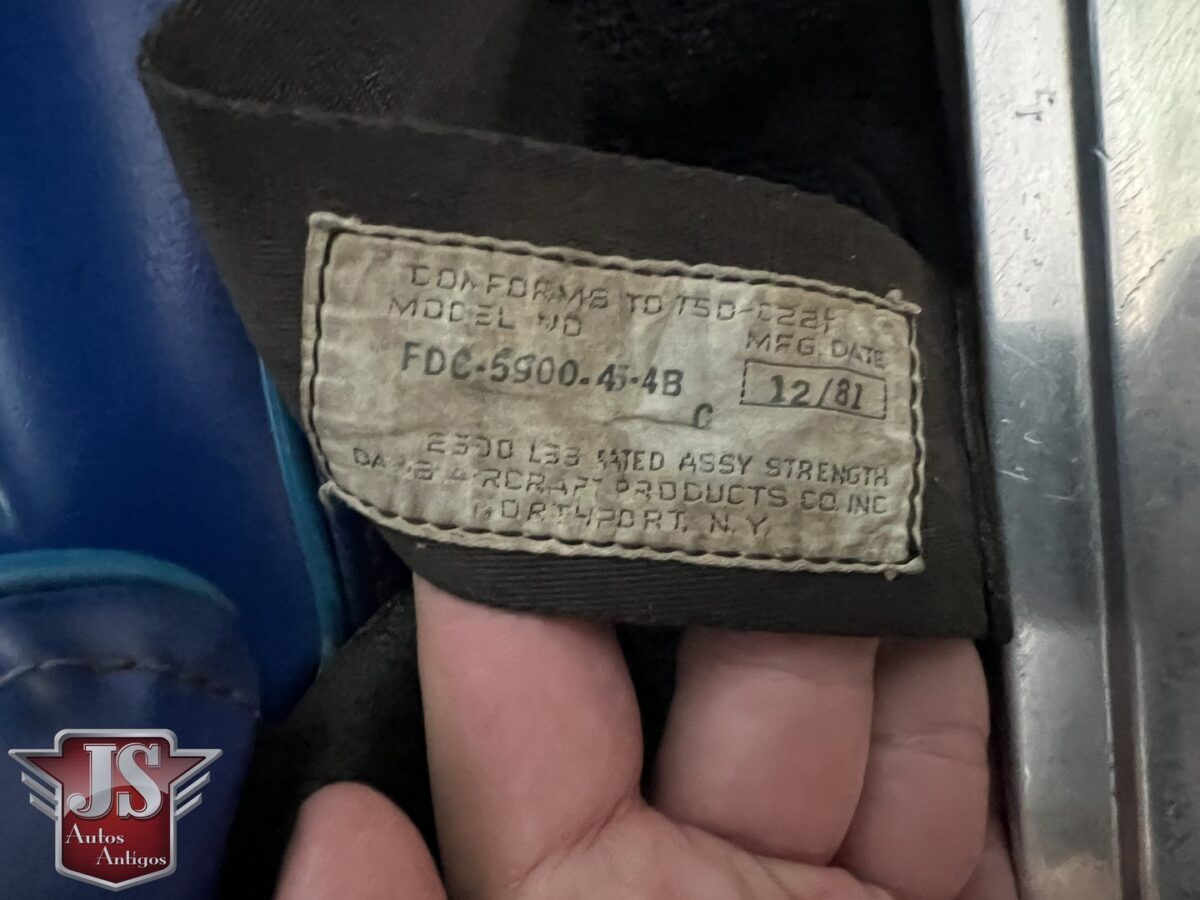 CONFORMS TO TSO-C22F
MODEL NO
MFG. DATE
FDC-5900-45-4B
12/81
C
2300 LBS RATED ASSY STRENGTH
AIRCRAFT PRODUCTS CO. INC
NORTHPORT, N.Y.
JS
Autos
Antigos